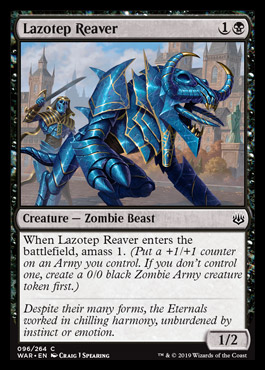 Lazotep Reaver 1
Creature — Zombie Beast
When Lazotep Reaver enters the
battlefield, amass 1. (Put a +1/+1 counter
on an Army you control. If you don't control
one, create a 0/0 black Zombie Army creature
token first.)
Despite their many forms, the Eternals
worked in chilling harmony, unburdened
by instinct or emotion.
1/2
096/264 C
WAR • EN Craig J Spearing ™ & © 2019 Wizards of the Coast